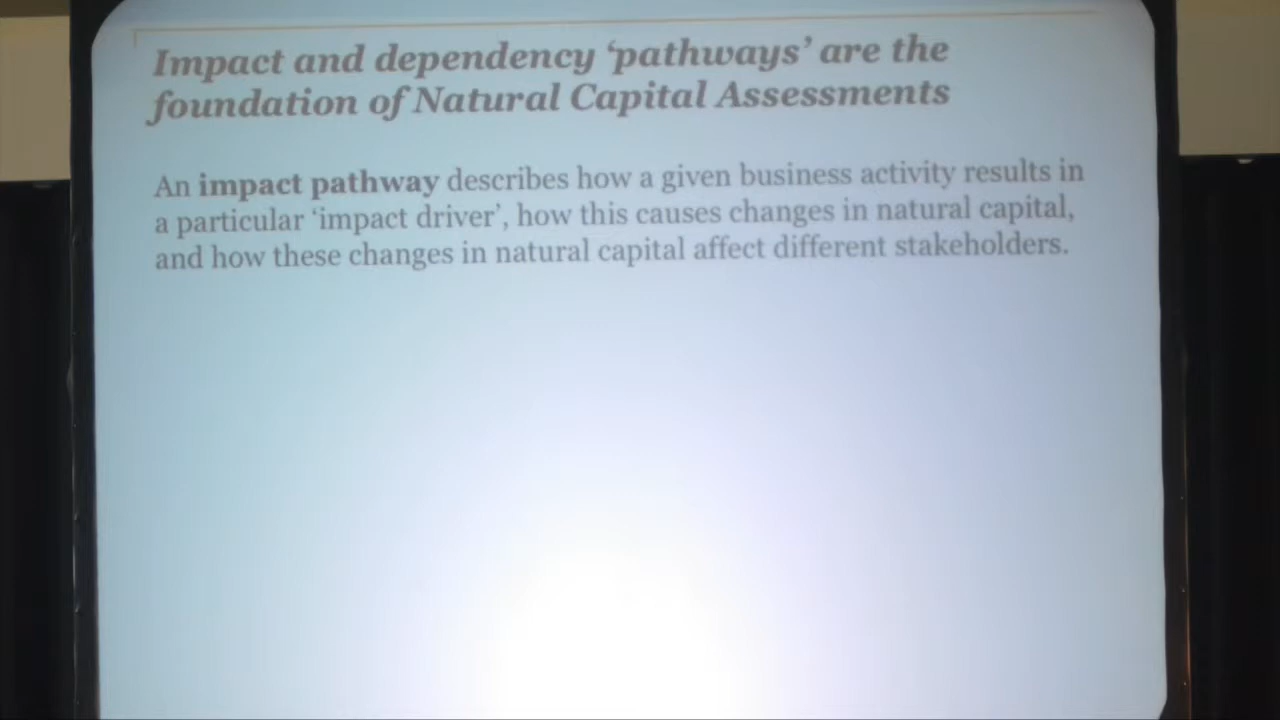 Impact and dependency ‘pathways’ are the
foundation of Natural Capital Assessments
An impact pathway describes how a given business activity results in
a particular ‘impact driver’, how this causes changes in natural capital,
and how these changes in natural capital affect different stakeholders.